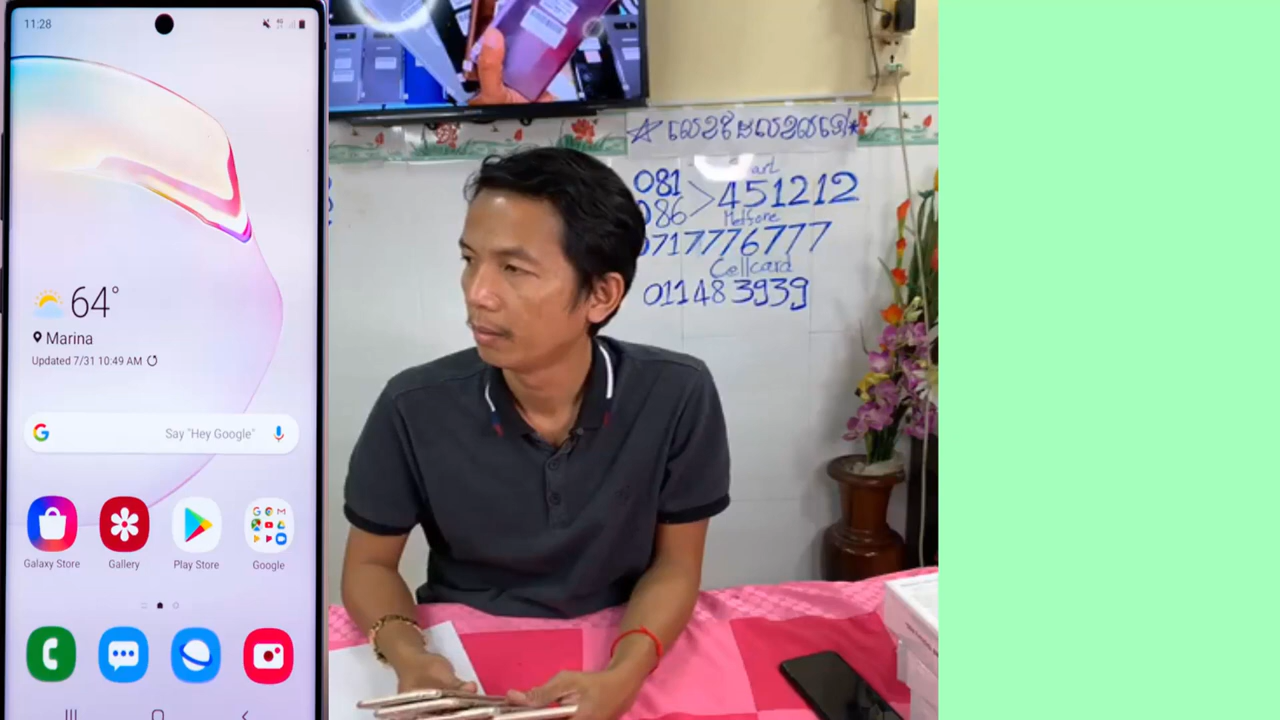 11:28
64°
Marina
Updated 7/31 10:49 AM
Say "Hey Google"
Galaxy Store
Gallery
Play Store
Google
081
086
451212
Metfone
0717776777
Cellcard
011483939